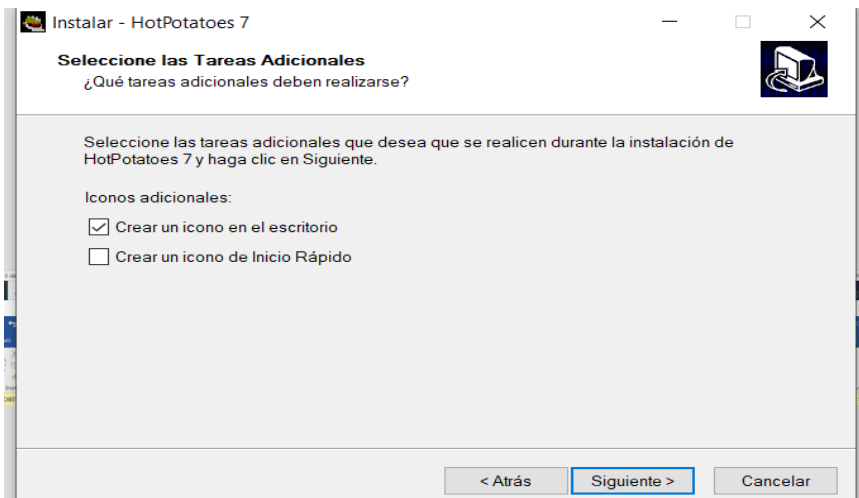 Instalar - HotPotatoes 7
Seleccione las Tareas Adicionales
¿Qué tareas adicionales deben realizarse?
Seleccione las tareas adicionales que desea que se realicen durante la instalación de
HotPotatoes 7 y haga clic en Siguiente.
Iconos adicionales:
Crear un icono en el escritorio
Crear un icono de Inicio Rápido
< Atrás
Siguiente >
Cancelar